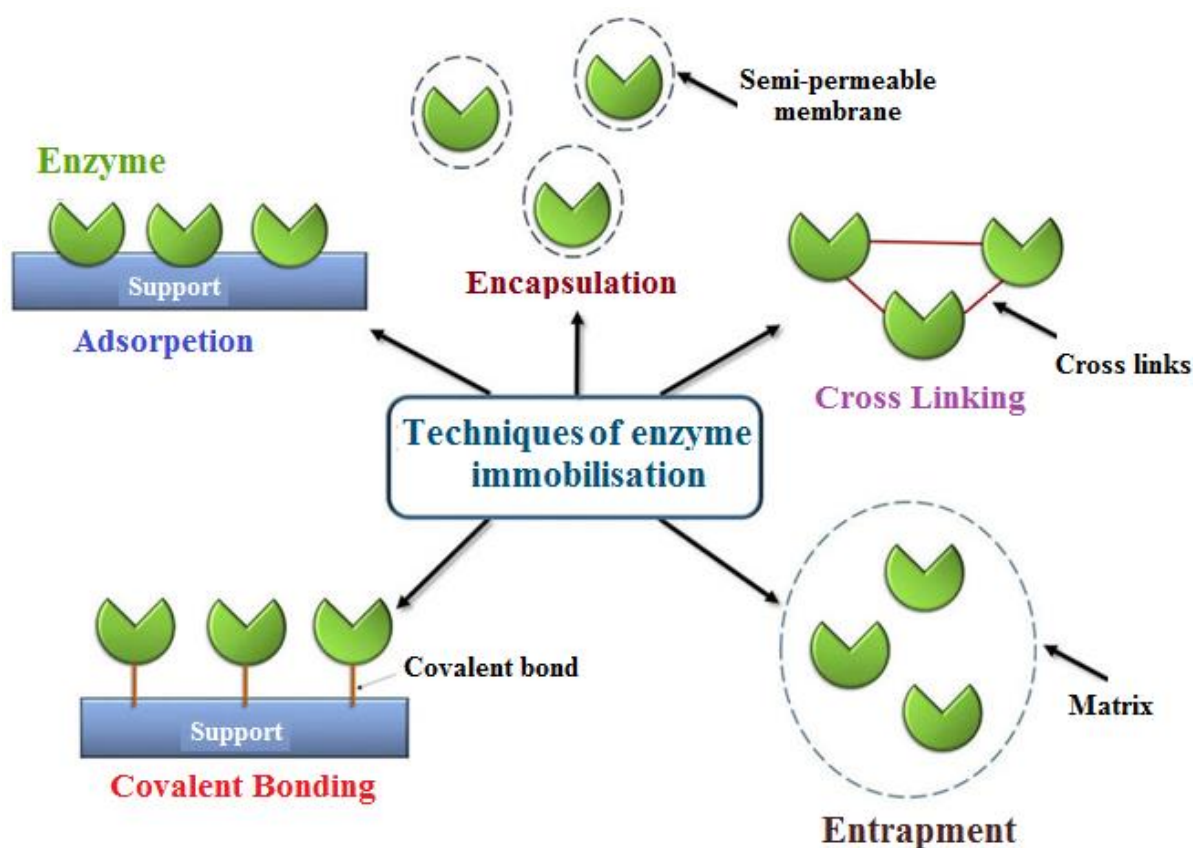 Semi-permeable
membrane
Enzyme
Support
Adsorpetion
Encapsulation
Cross links
Cross Linking
Techniques of enzyme
immobilisation
Covalent bond
Support
Covalent Bonding
Matrix
Entrapment